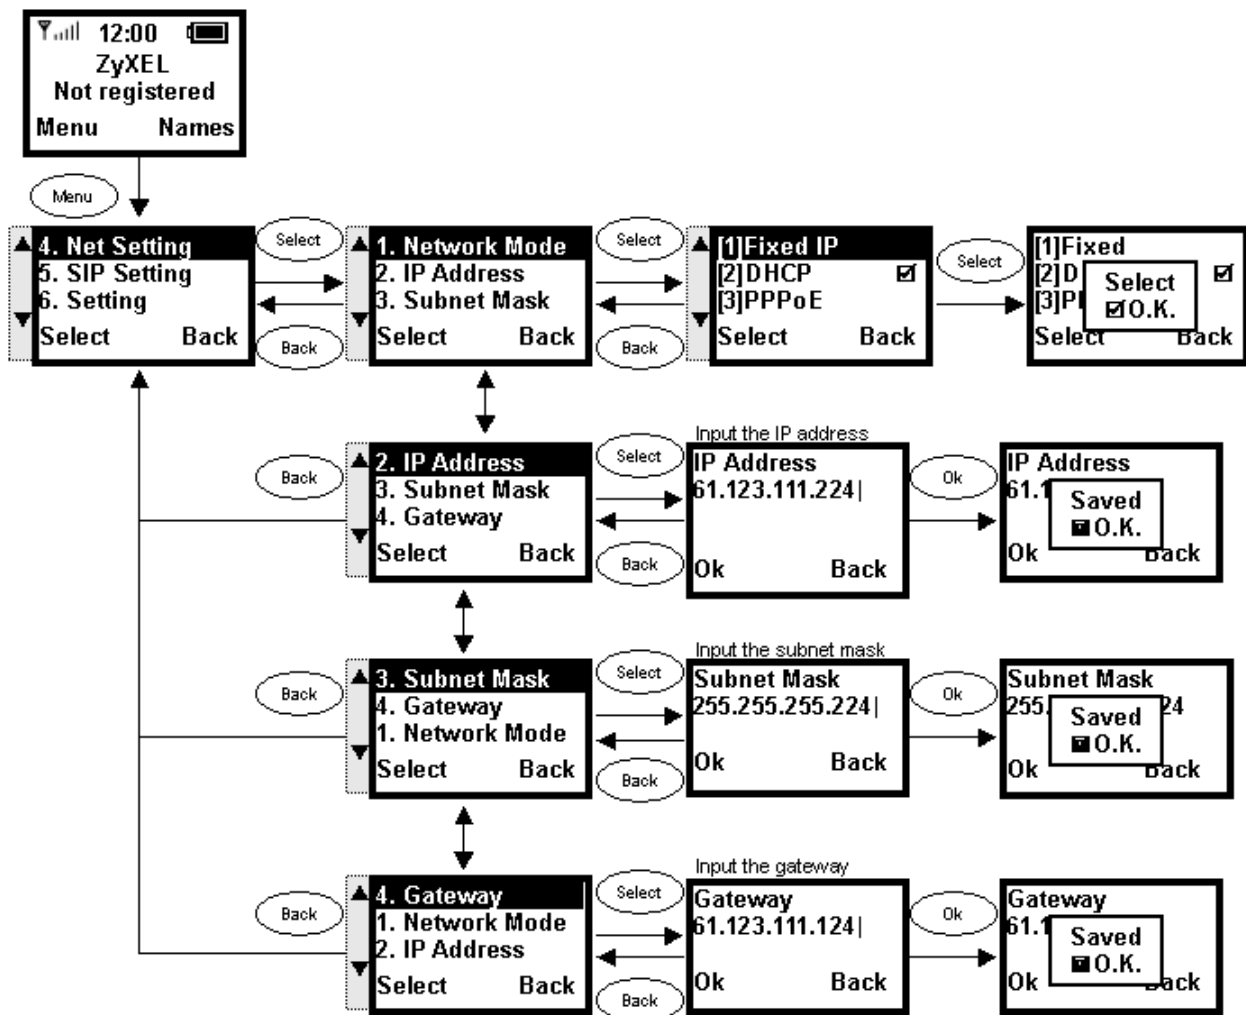 12:00
ZyXEL
Not registered
Menu Names
Menu
4. Net Setting
5. SIP Setting
6. Setting
Select Back
Select
Back
1. Network Mode
2. IP Address
3. Subnet Mask
Select Back
Select
Back
[1]Fixed IP
[2]DHCP
[3]PPPoE
Select Back
Select
[1]Fixed
[2]D
[3]P
Select
O.K.
Select Back
Back
2. IP Address
3. Subnet Mask
4. Gateway
Select Back
Select
Back
Input the IP address
IP Address
61.123.111.224|
Ok Back
Ok
IP Address
61.1
Saved
O.K.
Ok Back
Back
3. Subnet Mask
4. Gateway
1. Network Mode
Select Back
Select
Back
Input the subnet mask
Subnet Mask
255.255.255.224|
Ok Back
Ok
Subnet Mask
255. 24
Saved
O.K.
Ok Back
Back
4. Gateway
1. Network Mode
2. IP Address
Select Back
Select
Back
Input the gateway
Gateway
61.123.111.124|
Ok Back
Ok
Gateway
61.1
Saved
O.K.
Ok Back